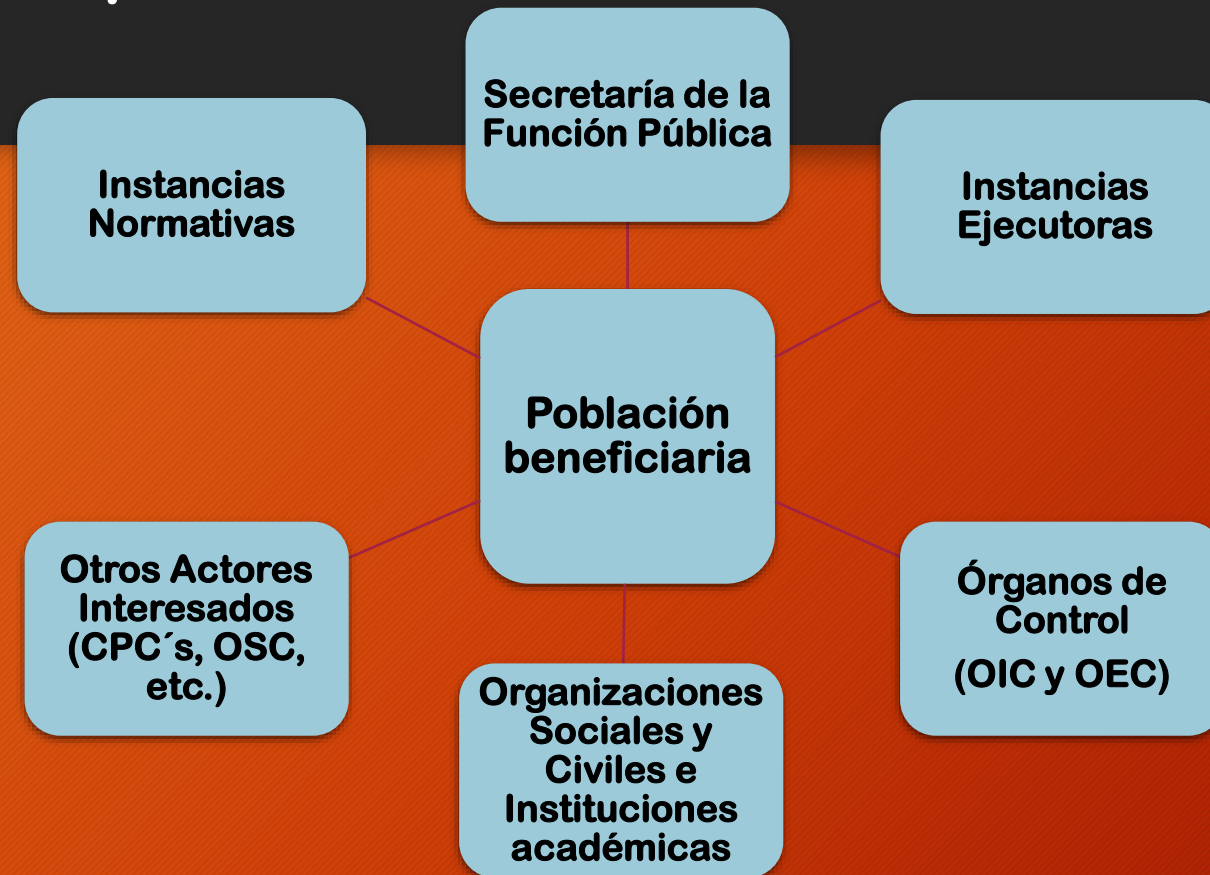 Secretaría de la
Función Pública
Instancias
Normativas
Instancias
Ejecutoras
Población
beneficiaria
Otros Actores
Interesados
(CPC´s, OSC,
etc.)
Órganos de
Control
(OIC y OEC)
Organizaciones
Sociales y
Civiles e
Instituciones
académicas